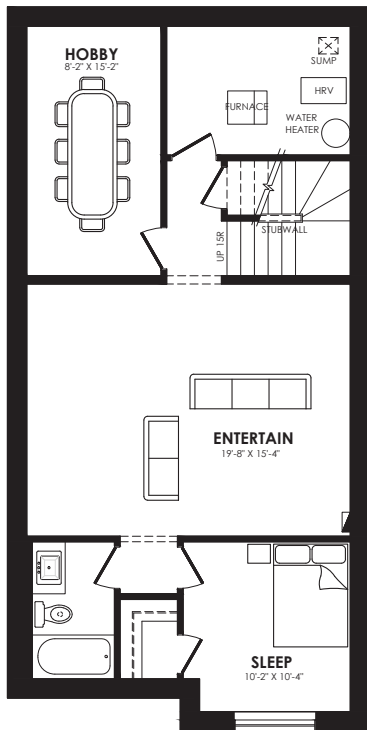 HOBBY
8'-2" X 15'-2"
SUMP
HRV
FURNACE
WATER
HEATER
STUBWALL
UP 15R
ENTERTAIN
19'-8" X 15'-4"
SLEEP
10'-2" X 10'-4"